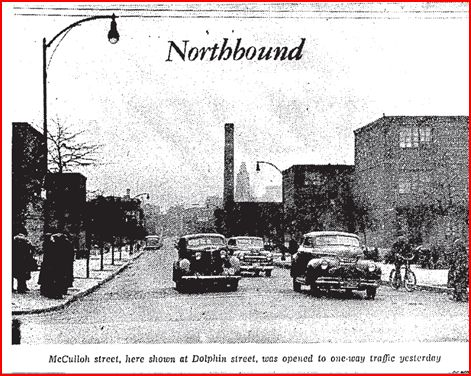 Northbound
McCulloh street, here shown at Dolphin street, was opened to one-way traffic yesterday